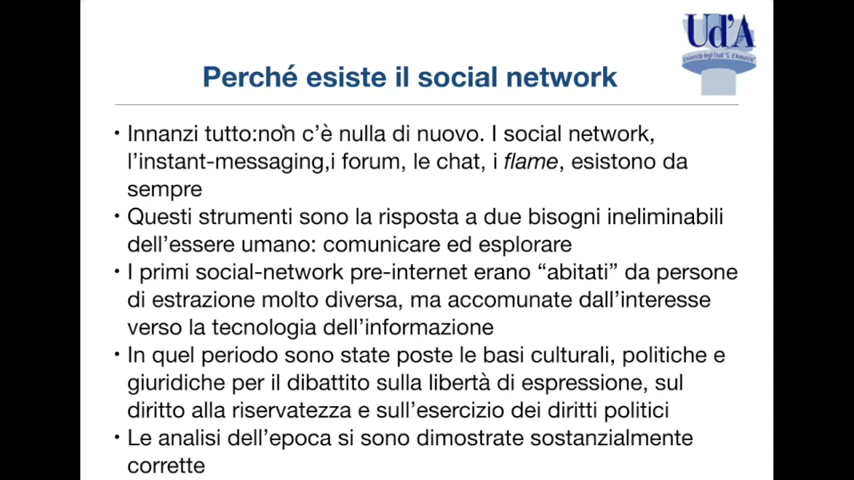 Ud'A
Università degli Studi "G. d'Annunzio"
Perché esiste il social network
• Innanzi tutto:non c'è nulla di nuovo. I social network,
l'instant-messaging,i forum, le chat, i flame, esistono da
sempre
• Questi strumenti sono la risposta a due bisogni ineliminabili
dell'essere umano: comunicare ed esplorare
• I primi social-network pre-internet erano “abitati” da persone
di estrazione molto diversa, ma accomunate dall'interesse
verso la tecnologia dell'informazione
• In quel periodo sono state poste le basi culturali, politiche e
giuridiche per il dibattito sulla libertà di espressione, sul
diritto alla riservatezza e sull'esercizio dei diritti politici
• Le analisi dell'epoca si sono dimostrate sostanzialmente
corrette